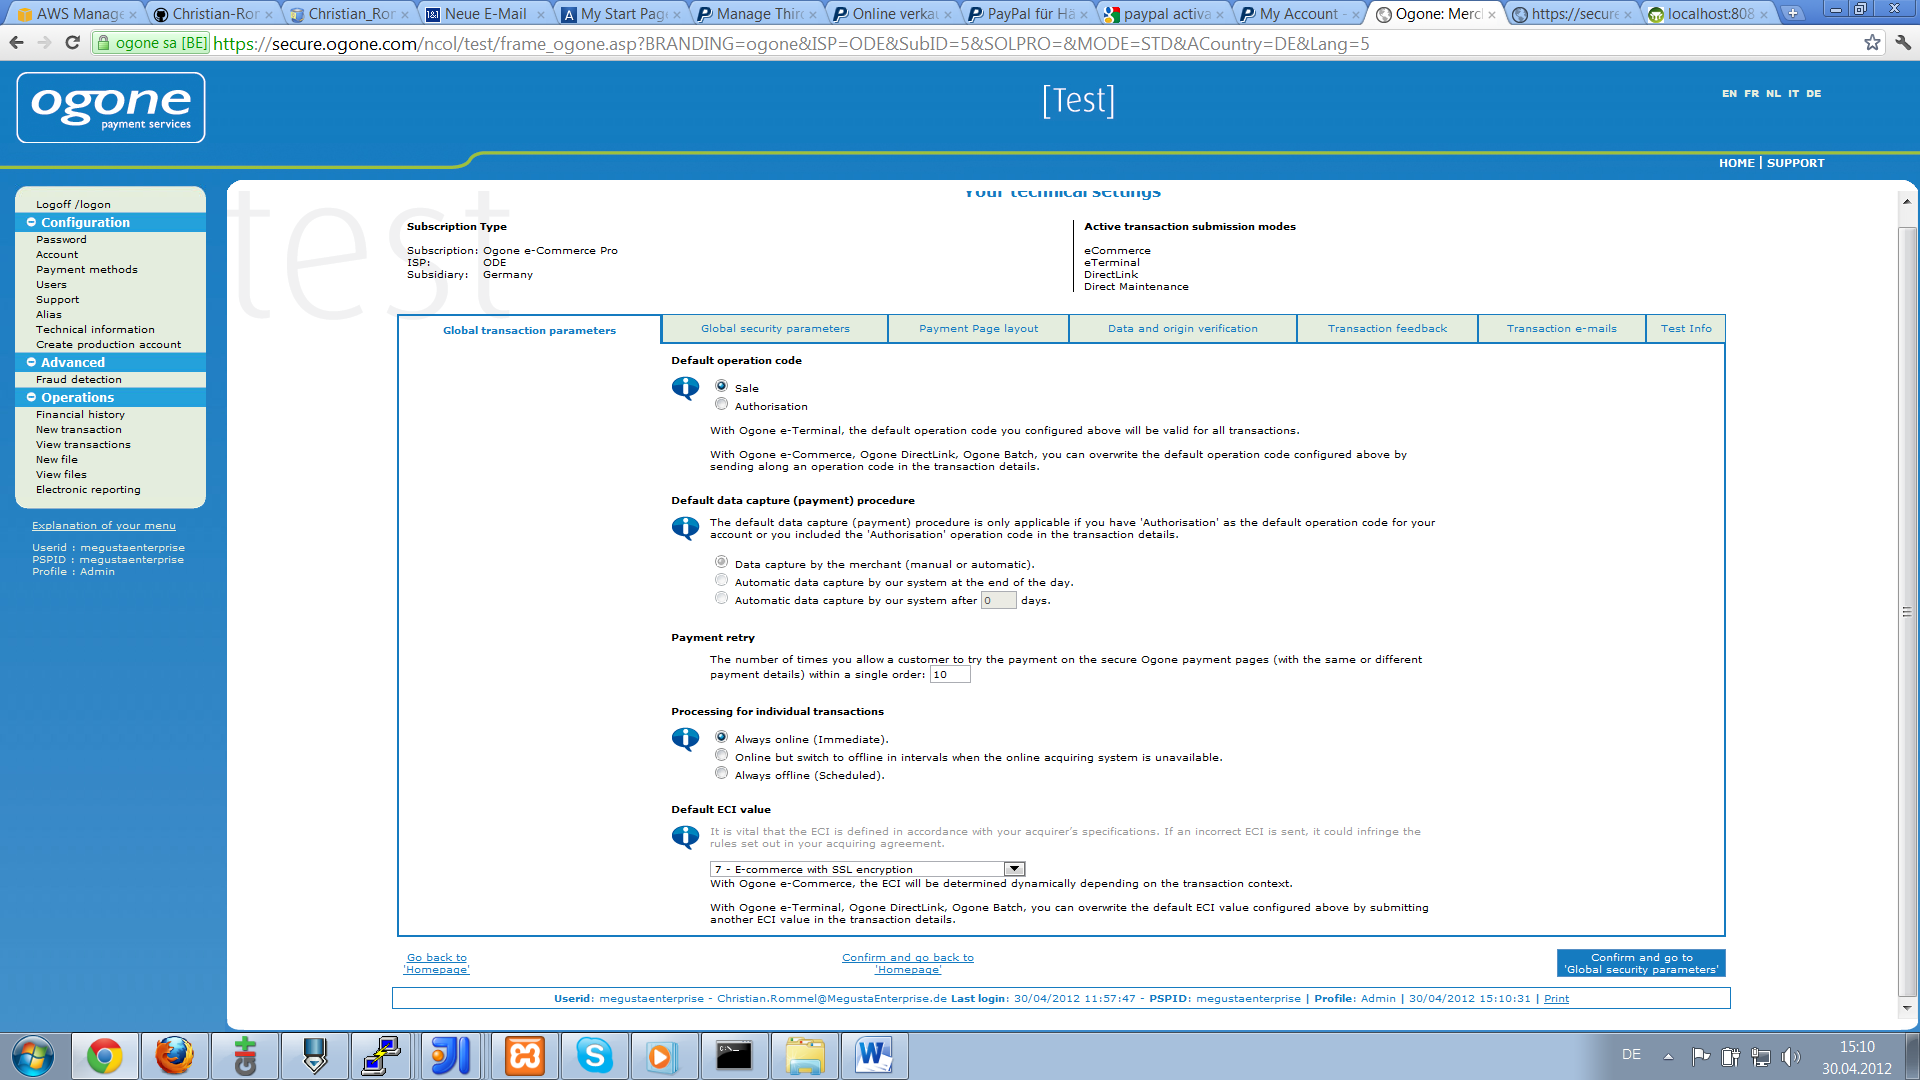 AWS Manage
Christian-Ror
Christian_Ror
Neue E-Mail
My Start Page
Manage Third
Online verkau
PayPal für Hä
paypal activa
My Account -
Ogone: Merc
https://secure
localhost:808
ogone sa [BE] https://secure.ogone.com/ncol/test/frame_ogone.asp?BRANDING=ogone&ISP=ODE&SubID=5&SOLPRO=&MODE=STD&ACountry=DE&Lang=5
ogone
payment services
[Test]
EN FR NL IT DE
HOME | SUPPORT
Logoff /logon
Configuration
Password
Account
Payment methods
Users
Support
Alias
Technical information
Create production account
Advanced
Fraud detection
Operations
Financial history
New transaction
View transactions
New file
View files
Electronic reporting
Explanation of your menu
Userid : megustaenterprise
PSPID : megustaenterprise
Profile : Admin
test
Your technical settings
Subscription Type
Subscription: Ogone e-Commerce Pro
ISP: ODE
Subsidiary: Germany
Active transaction submission modes
eCommerce
eTerminal
DirectLink
Direct Maintenance
Global transaction parameters
Global security parameters
Payment Page layout
Data and origin verification
Transaction feedback
Transaction e-mails
Test Info
Default operation code
Sale
Authorisation
With Ogone e-Terminal, the default operation code you configured above will be valid for all transactions.
With Ogone e-Commerce, Ogone DirectLink, Ogone Batch, you can overwrite the default operation code configured above by
sending along an operation code in the transaction details.
Default data capture (payment) procedure
The default data capture (payment) procedure is only applicable if you have 'Authorisation' as the default operation code for your
account or you included the 'Authorisation' operation code in the transaction details.
Data capture by the merchant (manual or automatic).
Automatic data capture by our system at the end of the day.
Automatic data capture by our system after 0 days.
Payment retry
The number of times you allow a customer to try the payment on the secure Ogone payment pages (with the same or different
payment details) within a single order: 10
Processing for individual transactions
Always online (Immediate).
Online but switch to offline in intervals when the online acquiring system is unavailable.
Always offline (Scheduled).
Default ECI value
It is vital that the ECI is defined in accordance with your acquirer's specifications. If an incorrect ECI is sent, it could infringe the
rules set out in your acquiring agreement.
7 - E-commerce with SSL encryption
With Ogone e-Commerce, the ECI will be determined dynamically depending on the transaction context.
With Ogone e-Terminal, Ogone DirectLink, Ogone Batch, you can overwrite the default ECI value configured above by submitting
another ECI value in the transaction details.
Go back to
'Homepage'
Confirm and go back to
'Homepage'
Confirm and go to
'Global security parameters'
Userid: megustaenterprise - Christian.Rommel@MegustaEnterprise.de Last login: 30/04/2012 11:57:47 - PSPID: megustaenterprise | Profile: Admin | 30/04/2012 15:10:31 | Print
DE
15:10
30.04.2012